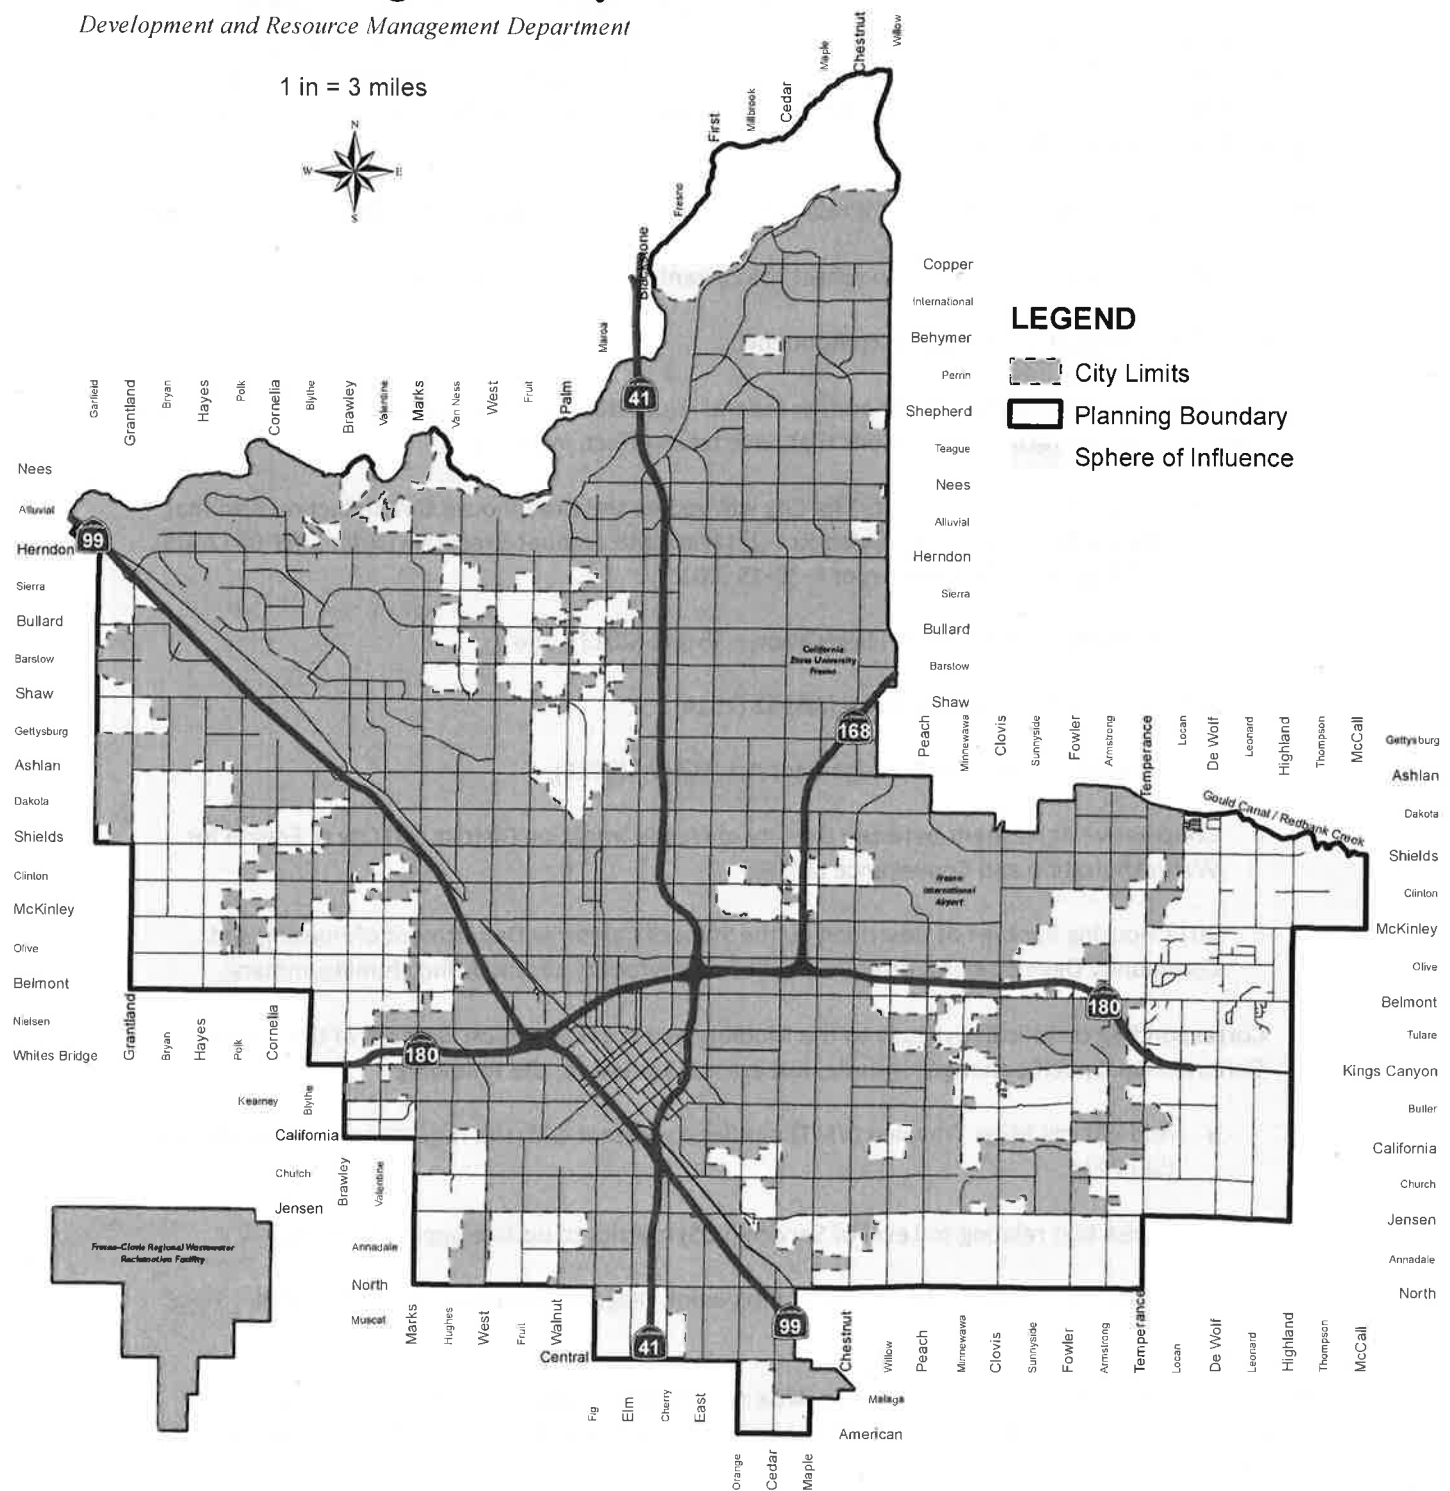 Development and Resource Management Department
1 in = 3 miles
N
W
E
S
Willow
Chestnut
Maple
Cedar
Millbrook
First
Fresno
Blackstone
Maroa
Copper
International
Behymer
Perrin
Shepherd
Teague
Nees
Alluvial
Herndon
Sierra
Bullard
Barstow
Shaw
LEGEND
City Limits
Planning Boundary
Sphere of Influence
Garfield
Grantland
Bryan
Hayes
Polk
Cornelia
Blythe
Brawley
Valentine
Marks
Van Ness
West
Fruit
Palm
41
99
168
180
180
41
99
Nees
Alluvial
Herndon
Sierra
Bullard
Barstow
Shaw
Gettysburg
Ashlan
Dakota
Shields
Clinton
McKinley
Olive
Belmont
Nielsen
Whites Bridge
California
State University
Fresno
Fresno
International
Airport
Peach
Minnewawa
Clovis
Sunnyside
Fowler
Armstrong
Temperance
Locan
De Wolf
Leonard
Highland
Thompson
McCall
Gould Canal / Redbank Creek
Gettysburg
Ashlan
Dakota
Shields
Clinton
McKinley
Olive
Belmont
Tulare
Kings Canyon
Butler
California
Church
Jensen
Annadale
North
Grantland
Bryan
Hayes
Polk
Cornelia
Kearney
Blythe
California
Church
Brawley
Valentine
Jensen
Annadale
North
Muscat
Fresno-Clovis Regional Wastewater
Reclamation Facility
Marks
Hughes
West
Fruit
Walnut
Central
Fig
Elm
Cherry
East
Orange
Cedar
Maple
Chestnut
Willow
Peach
Minnewawa
Clovis
Sunnyside
Fowler
Armstrong
Temperance
Locan
De Wolf
Leonard
Highland
Thompson
McCall
Malaga
American